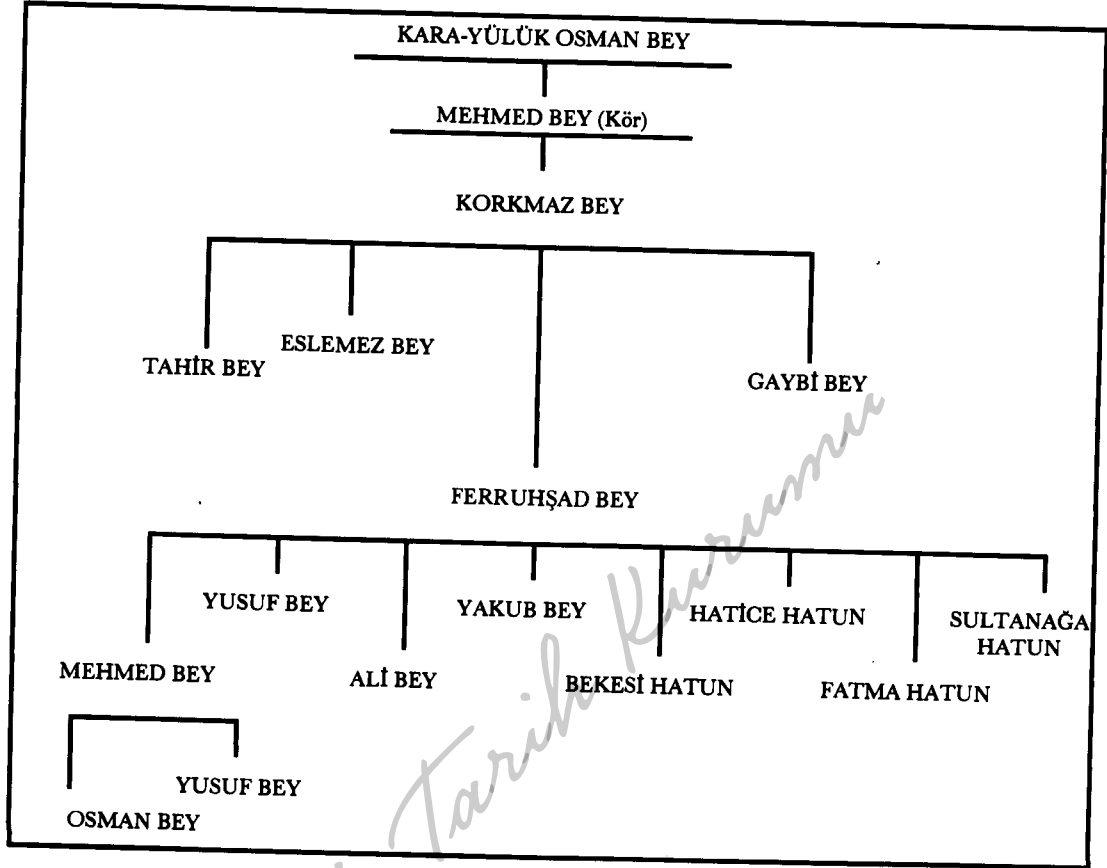 KARA-YÜLÜK OSMAN BEY
MEHMED BEY (Kör)
KORKMAZ BEY
TAHİR BEY
ESLEMEZ BEY
GAYBİ BEY
FERRUHŞAD BEY
YUSUF BEY
YAKUB BEY
HATİCE HATUN
SULTANAĞA
HATUN
MEHMED BEY
ALİ BEY
BEKESİ HATUN
FATMA HATUN
YUSUF BEY
OSMAN BEY
Tarih Kurumu